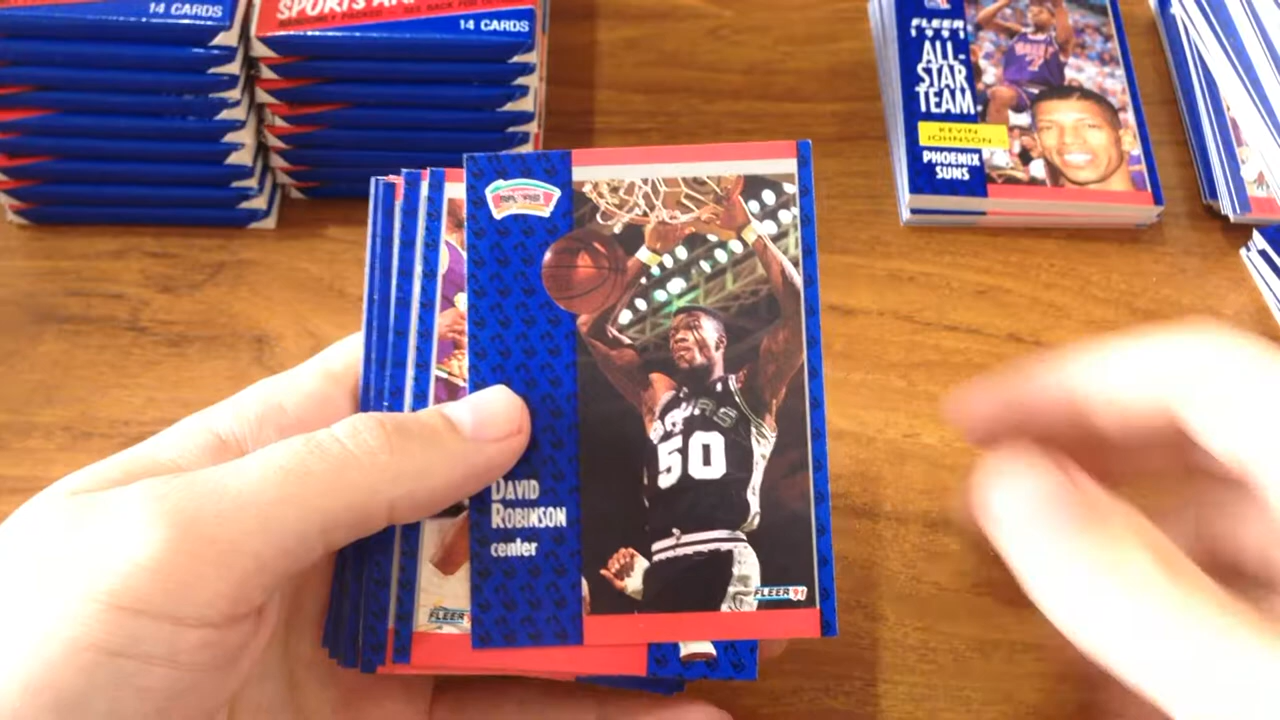 SPORTS
14 CARDS
14 CARDS
FLEER
1991
ALL-
STAR
TEAM
KEVIN
JOHNSON
PHOENIX
SUNS
SPURS
50
DAVID
ROBINSON
center
FLEER '91
FLEER